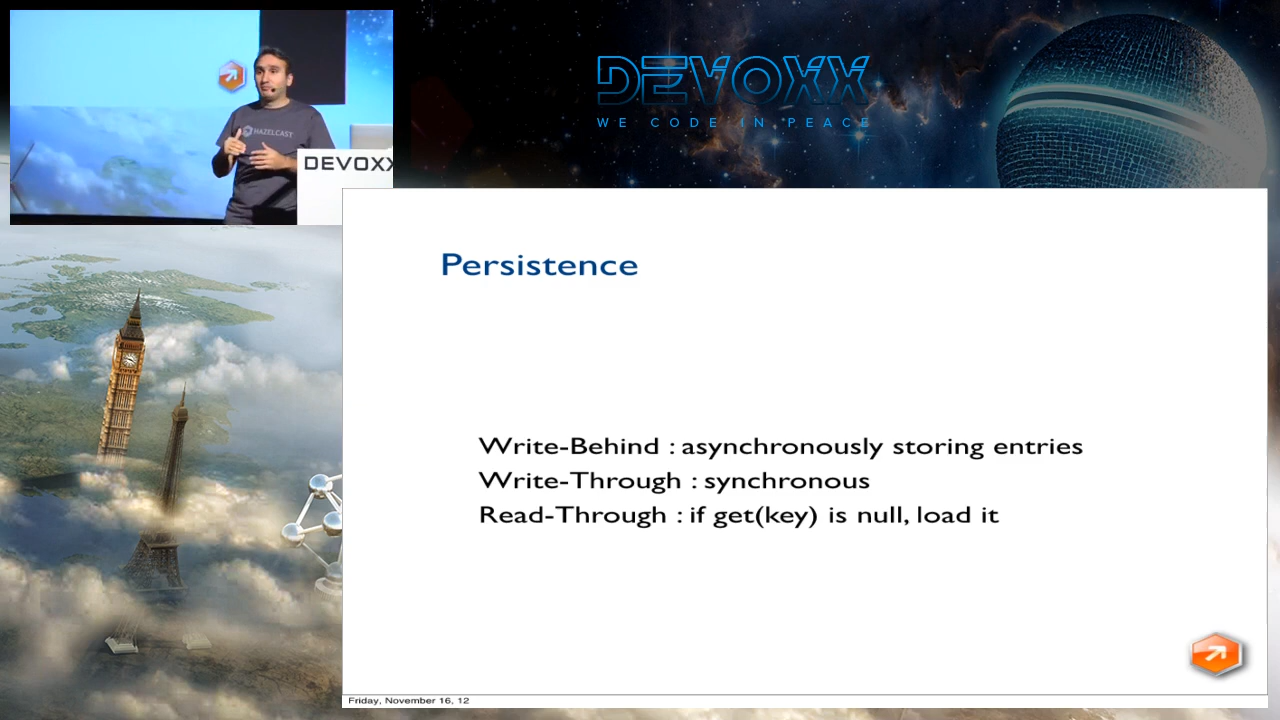 HAZELCAST
DEVOXX
DEVOXX
WE CODE IN PEACE
Persistence
Write-Behind : asynchronously storing entries
Write-Through : synchronous
Read-Through : if get(key) is null, load it
Friday, November 16, 12